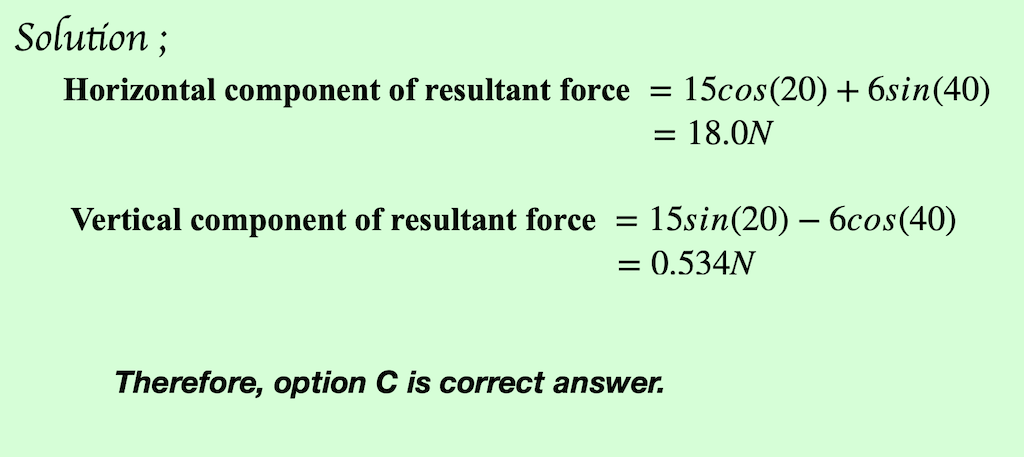 Solution ;
Horizontal component of resultant force = 15cos(20) + 6sin(40)
= 18.0N
Vertical component of resultant force = 15sin(20) − 6cos(40)
= 0.534N
Therefore, option C is correct answer.